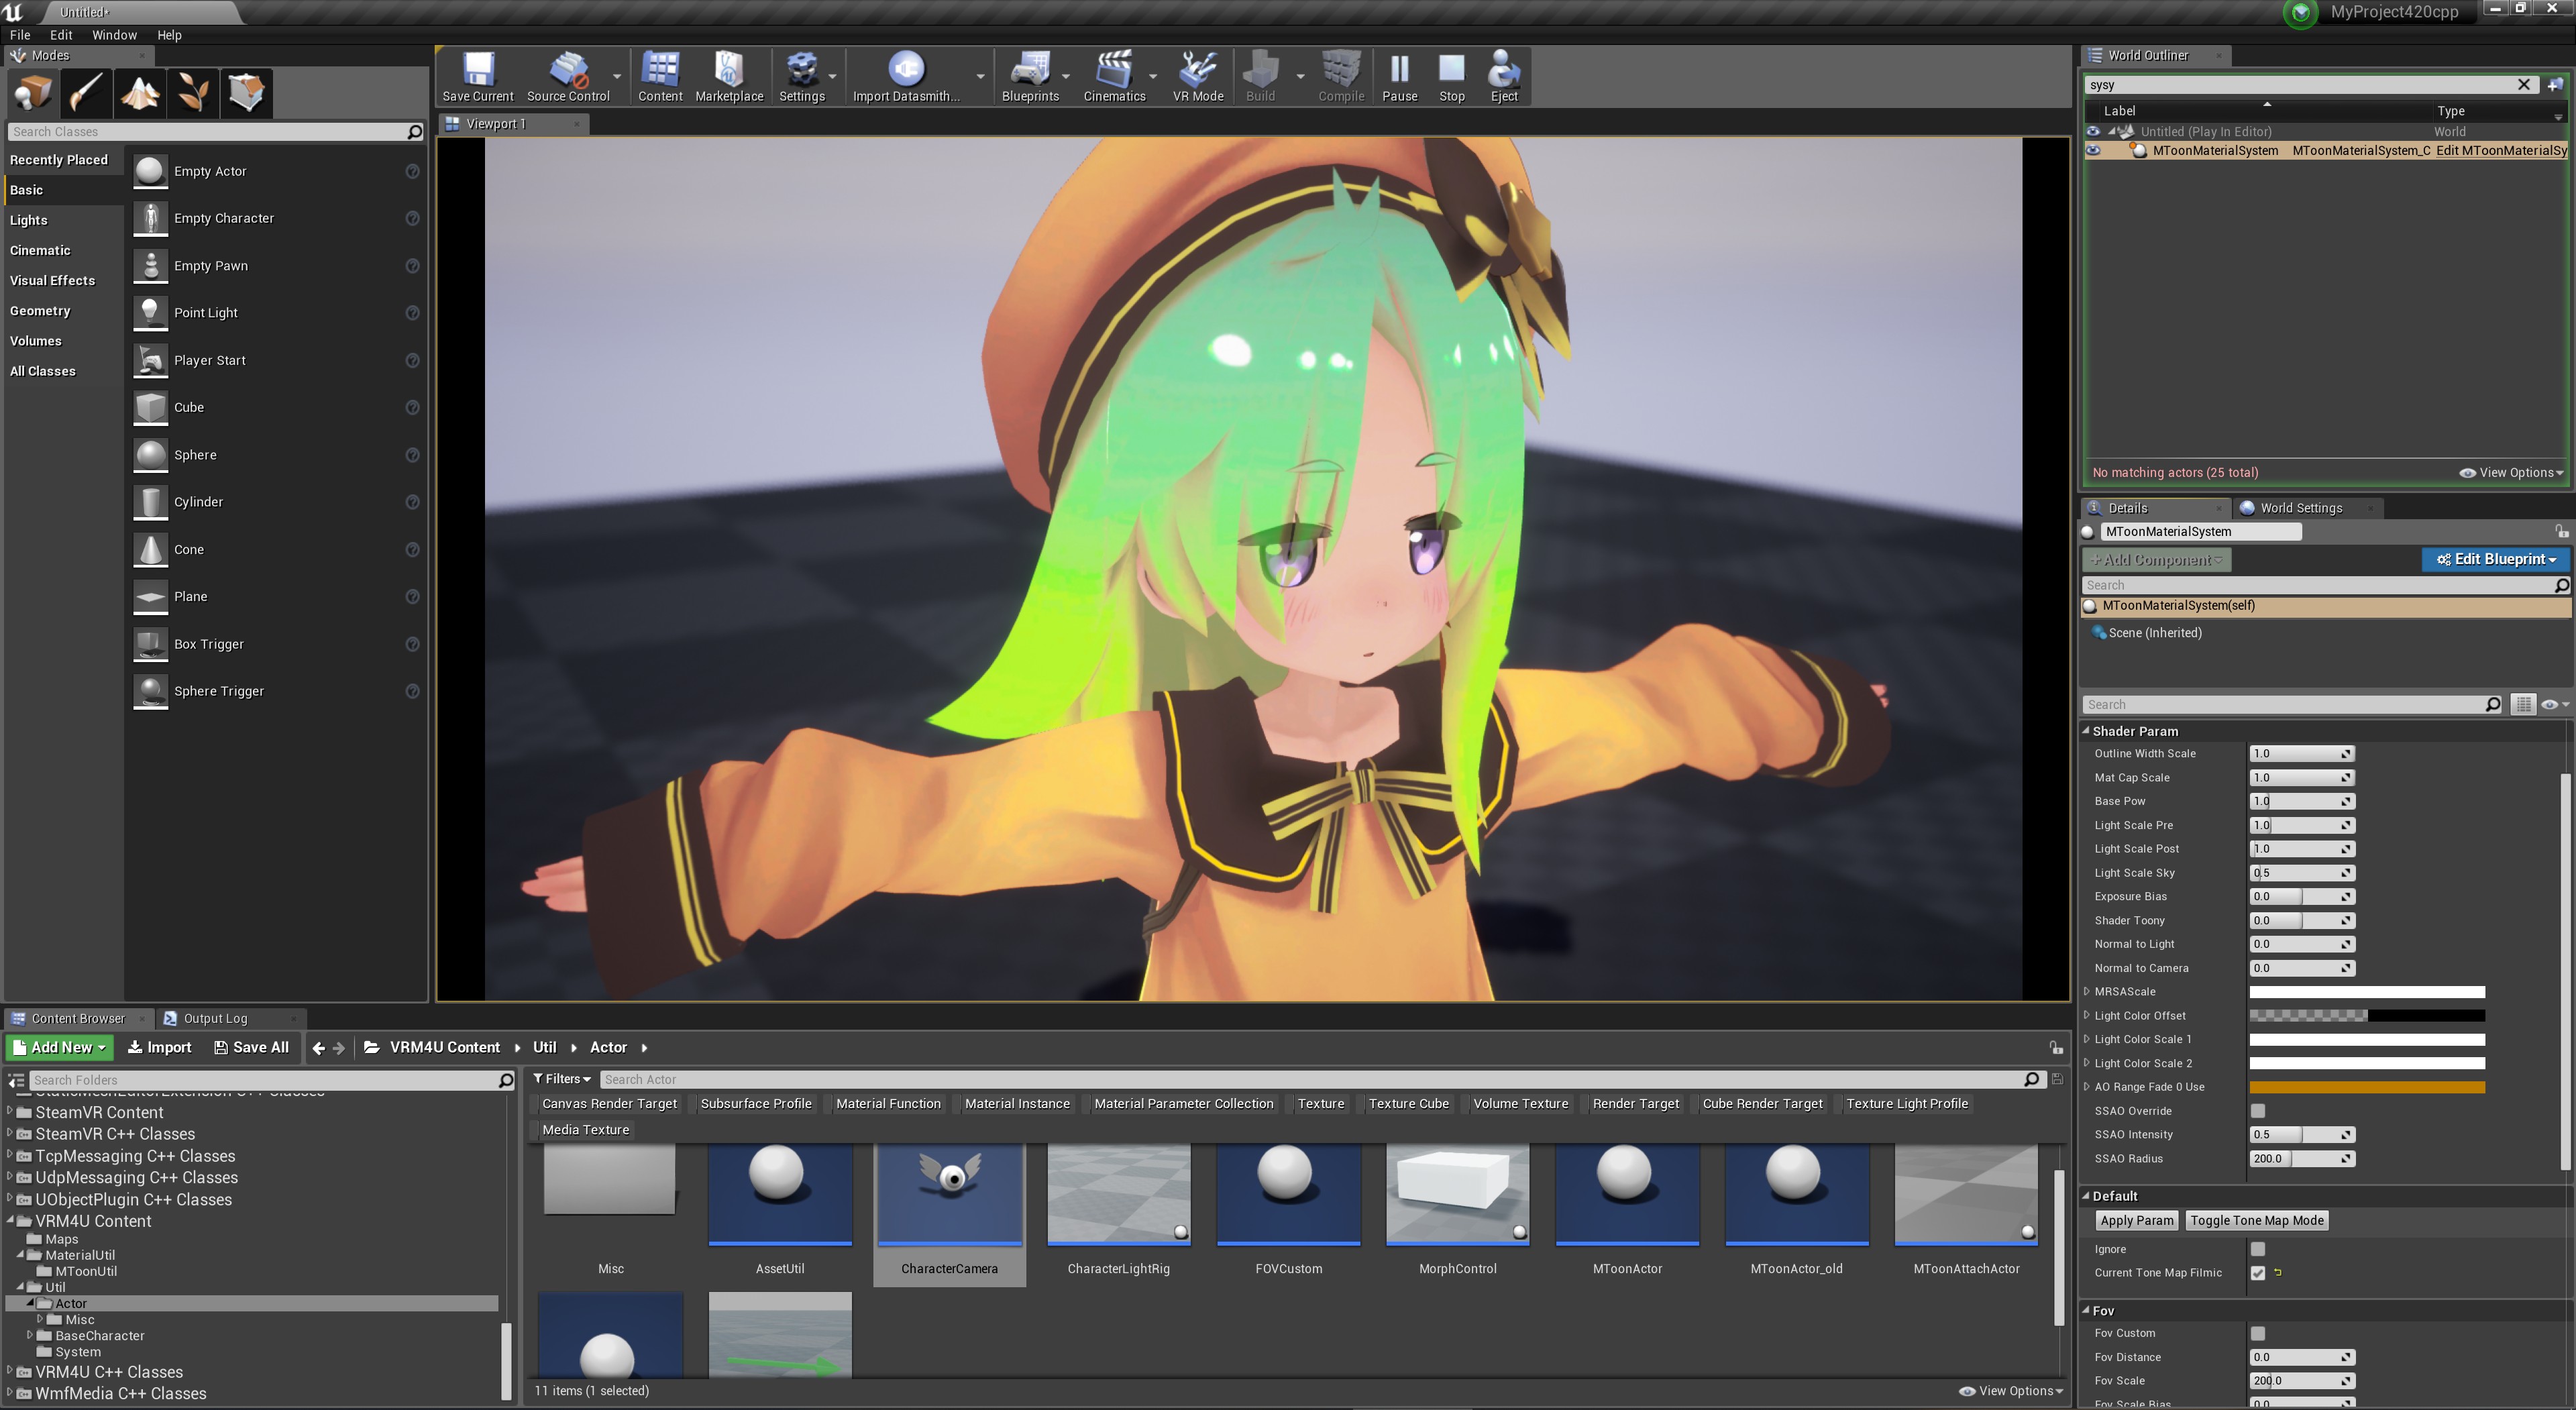 Untitled*
MyProject420cpp
File Edit Window Help
Modes
Search Classes
Recently Placed
Basic
Lights
Cinematic
Visual Effects
Geometry
Volumes
All Classes
Empty Actor
Empty Character
Empty Pawn
Point Light
Player Start
Cube
Sphere
Cylinder
Cone
Plane
Box Trigger
Sphere Trigger
Save Current Source Control Content Marketplace Settings Import Datasmith... Blueprints Cinematics VR Mode Build Compile Pause Stop Eject
Viewport 1
World Outliner
sysy
Label Type
Untitled (Play In Editor) World
MToonMaterialSystem MToonMaterialSystem_C Edit MToonMaterialSy
No matching actors (25 total) View Options
Details World Settings
MToonMaterialSystem
+Add Component Edit Blueprint
Search
MToonMaterialSystem(self)
Scene (Inherited)
Search
Shader Param
Outline Width Scale 1.0
Mat Cap Scale 1.0
Base Pow 1.0
Light Scale Pre 1.0
Light Scale Post 1.0
Light Scale Sky 0.5
Exposure Bias 0.0
Shader Toony 0.0
Normal to Light 0.0
Normal to Camera 0.0
MRSAScale
Light Color Offset
Light Color Scale 1
Light Color Scale 2
AO Range Fade 0 Use
SSAO Override
SSAO Intensity 0.5
SSAO Radius 200.0
Default
Apply Param Toggle Tone Map Mode
Ignore
Current Tone Map Filmic
Fov
Fov Custom
Fov Distance 0.0
Fov Scale 200.0
Fov Scale Bias 0.0
Content Browser Output Log
Add New Import Save All VRM4U Content Util Actor
Search Folders
StaticMeshEditorExtension C++ Classes
SteamVR Content
SteamVR C++ Classes
TcpMessaging C++ Classes
UdpMessaging C++ Classes
UObjectPlugin C++ Classes
VRM4U Content
Maps
MaterialUtil
MToonUtil
Util
Actor
Misc
BaseCharacter
System
VRM4U C++ Classes
WmfMedia C++ Classes
Filters Search Actor
Canvas Render Target Subsurface Profile Material Function Material Instance Material Parameter Collection Texture Texture Cube Volume Texture Render Target Cube Render Target Texture Light Profile
Media Texture
Misc AssetUtil CharacterCamera CharacterLightRig FOVCustom MorphControl MToonActor MToonActor_old MToonAttachActor
11 items (1 selected) View Options